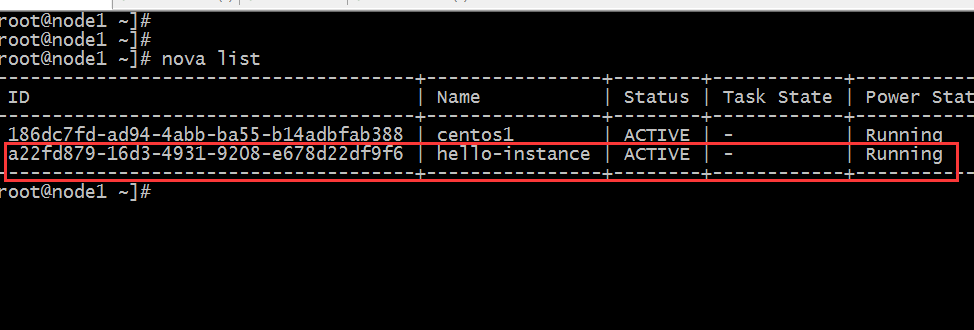 root@node1 ~]#
root@node1 ~]#
root@node1 ~]# nova list
---------------------------------------+----------------+--------+------------+-----------
ID | Name | Status | Task State | Power Stat
---------------------------------------+----------------+--------+------------+-----------
186dc7fd-ad94-4abb-ba55-b14adbfab388 | centos1 | ACTIVE | - | Running
a22fd879-16d3-4931-9208-e678d22df9f6 | hello-instance | ACTIVE | - | Running
---------------------------------------+----------------+--------+------------+-----------
root@node1 ~]#